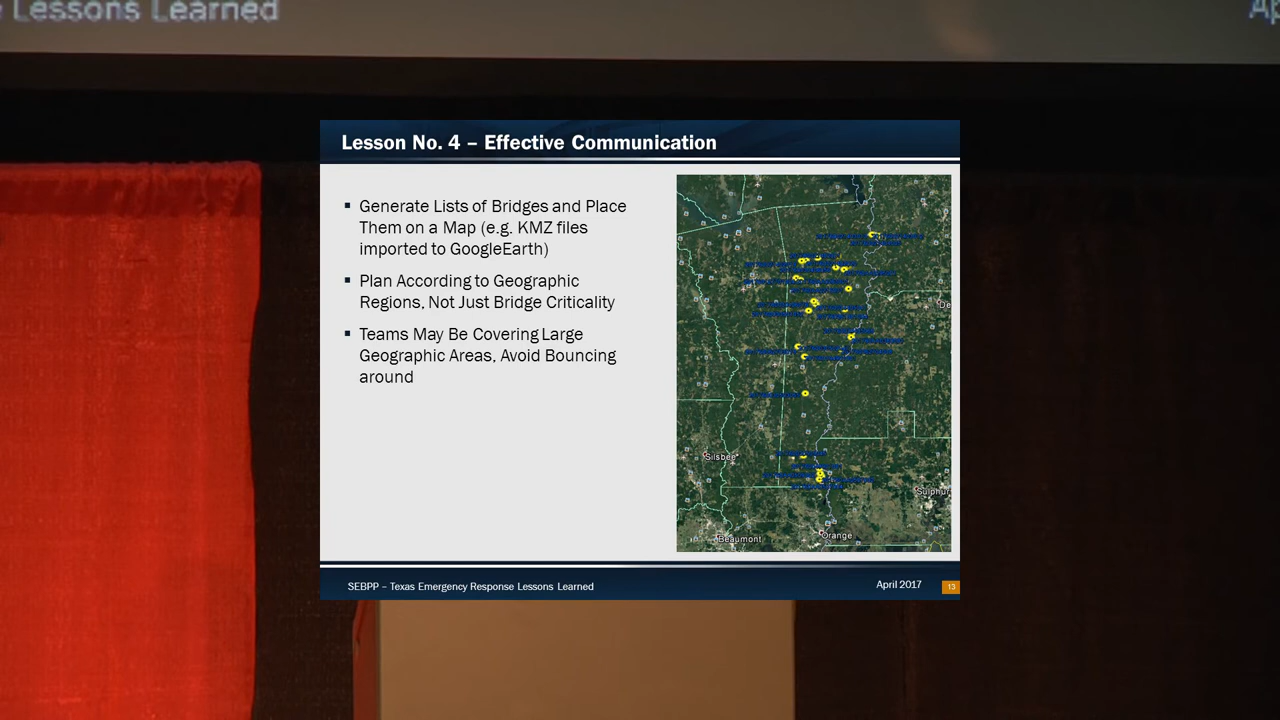 Lessons Learned
Lesson No. 4 – Effective Communication
Generate Lists of Bridges and Place
Them on a Map (e.g. KMZ files
imported to GoogleEarth)
Plan According to Geographic
Regions, Not Just Bridge Criticality
Teams May Be Covering Large
Geographic Areas, Avoid Bouncing
around
Silsbee
Beaumont
Orange
SEBPP – Texas Emergency Response Lessons Learned
April 2017
13